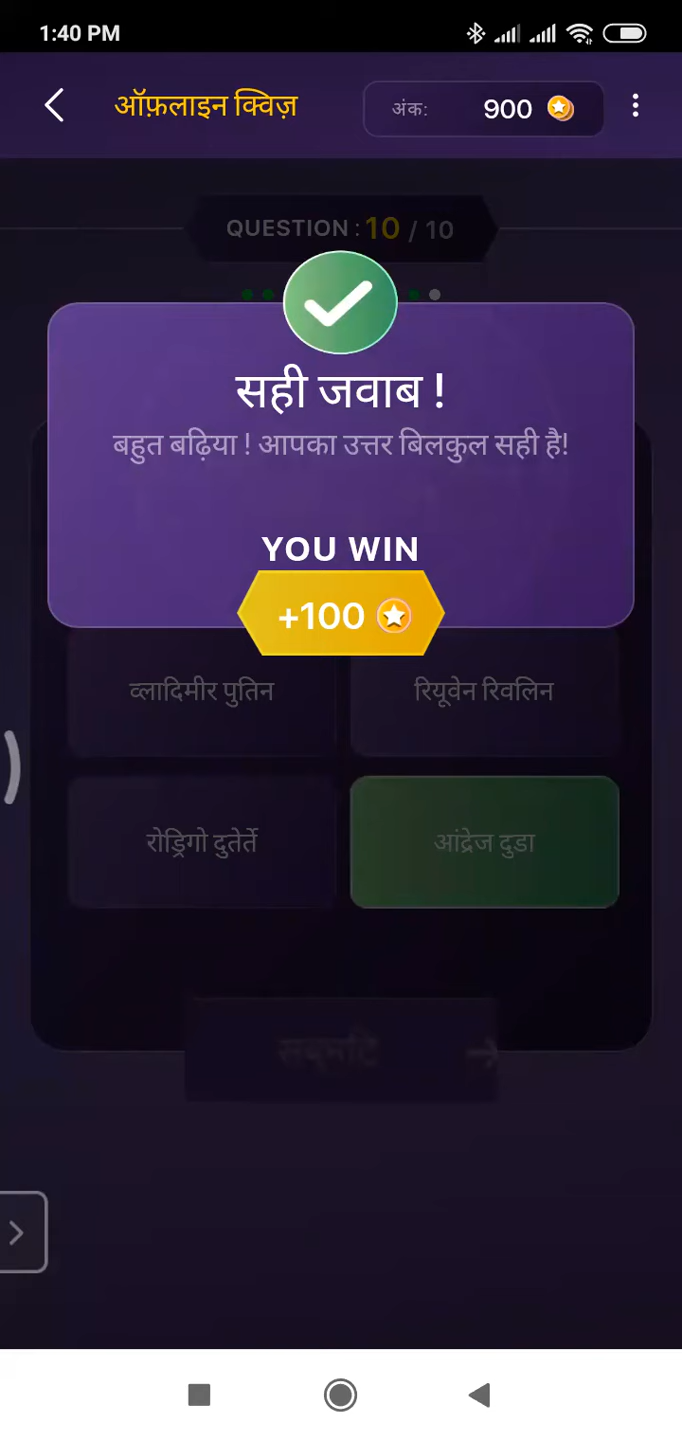 1:40 PM
ऑफ़लाइन क्विज़
अंक: 900
QUESTION : 10 / 10
सही जवाब !
बहुत बढ़िया ! आपका उत्तर बिलकुल सही है!
YOU WIN
+100
व्लादिमीर पुतिन
रियूवेन रिवलिन
रोड्रिगो दुतेर्ते
आंद्रेज दुडा